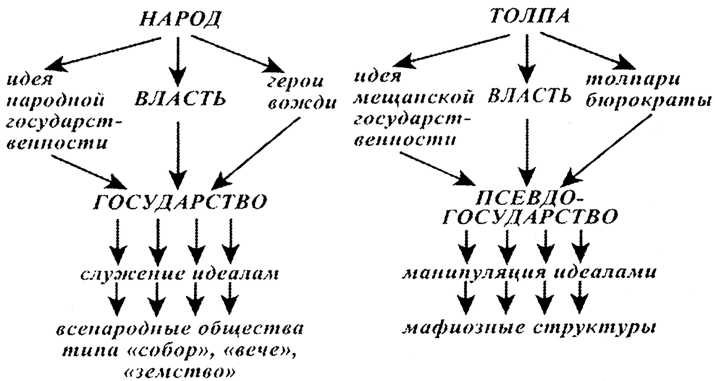 НАРОД
идея
народной
государст-
венности
ВЛАСТЬ
герои
вожди
ГОСУДАРСТВО
служение идеалам
всенародные общества
типа «собор», «вече»,
«земство»
ТОЛПА
идея
мещанской
государст-
венности
ВЛАСТЬ
толпари
бюрократы
ПСЕВДО-
ГОСУДАРСТВО
манипуляция идеалами
мафиозные структуры